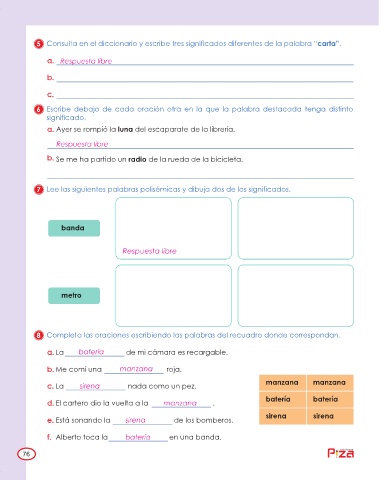 5 Consulta en el diccionario y escribe tres significados diferentes de la palabra “carta”.
a. Respuesta libre
b.
c.
6 Escribe debajo de cada oración otra en la que la palabra destacada tenga distinto
significado.
a. Ayer se rompió la luna del escaparate de la librería.
Respuesta libre
b. Se me ha partido un radio de la rueda de la bicicleta.
7 Lee las siguientes palabras polisémicas y dibuja dos de los significados.
banda
Respuesta libre
metro
8 Completa las oraciones escribiendo las palabras del recuadro donde correspondan.
a. La batería de mi cámara es recargable.
b. Me comí una manzana roja.
c. La sirena nada como un pez.
d. El cartero dio la vuelta a la manzana .
e. Está sonando la sirena de los bomberos.
f. Alberto toca la batería en una banda.
manzana manzana
batería batería
sirena sirena
76